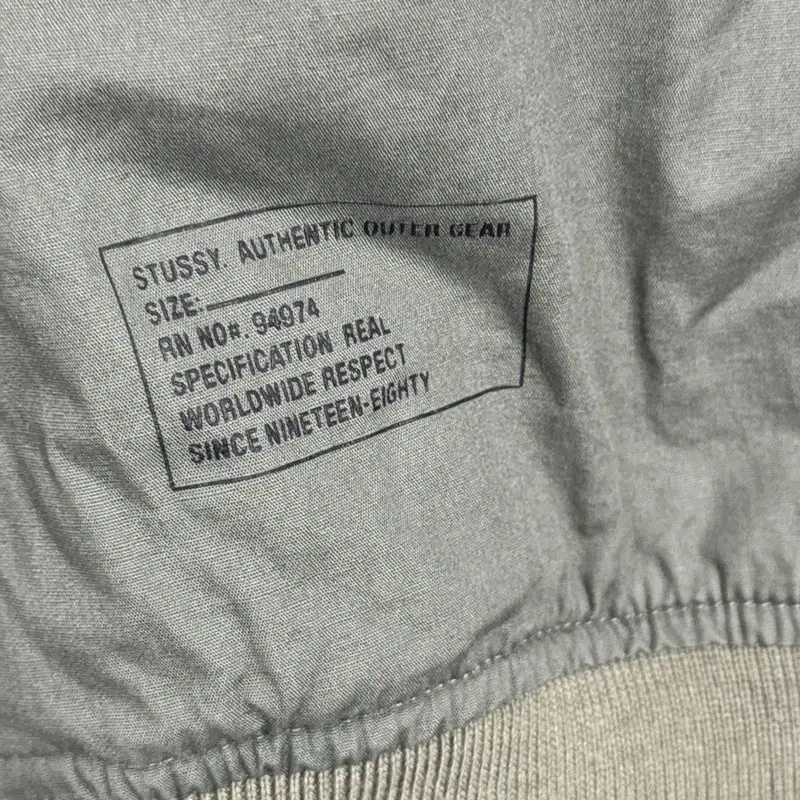 STUSSY. AUTHENTIC OUTER GEAR
SIZE:
RN NO#. 94974
SPECIFICATION REAL
WORLDWIDE RESPECT
SINCE NINETEEN-EIGHTY